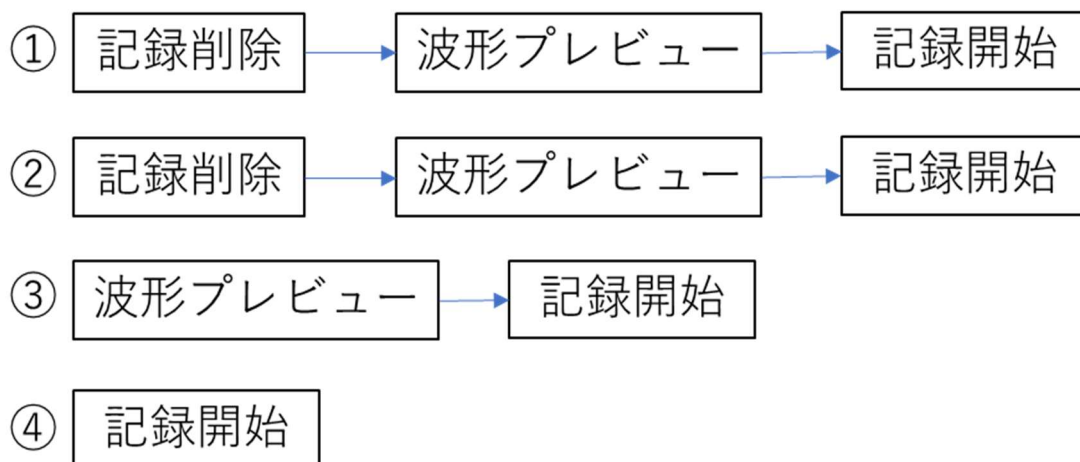 ① 記録削除 波形プレビュー 記録開始
② 記録削除 波形プレビュー 記録開始
③ 波形プレビュー 記録開始
④ 記録開始